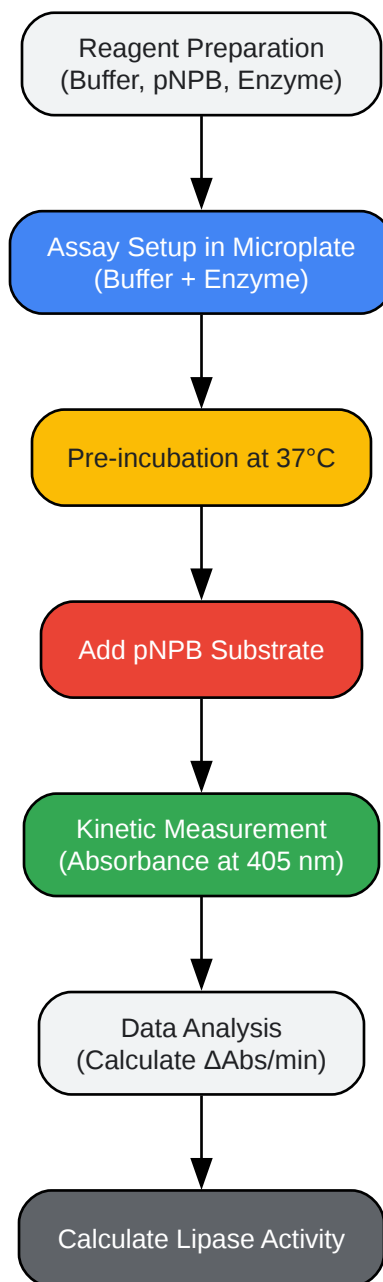 Reagent Preparation
(Buffer, pNPB, Enzyme)
Assay Setup in Microplate
(Buffer + Enzyme)
Pre-incubation at 37°C
Add pNPB Substrate
Kinetic Measurement
(Absorbance at 405 nm)
Data Analysis
(Calculate ΔAbs/min)
Calculate Lipase Activity